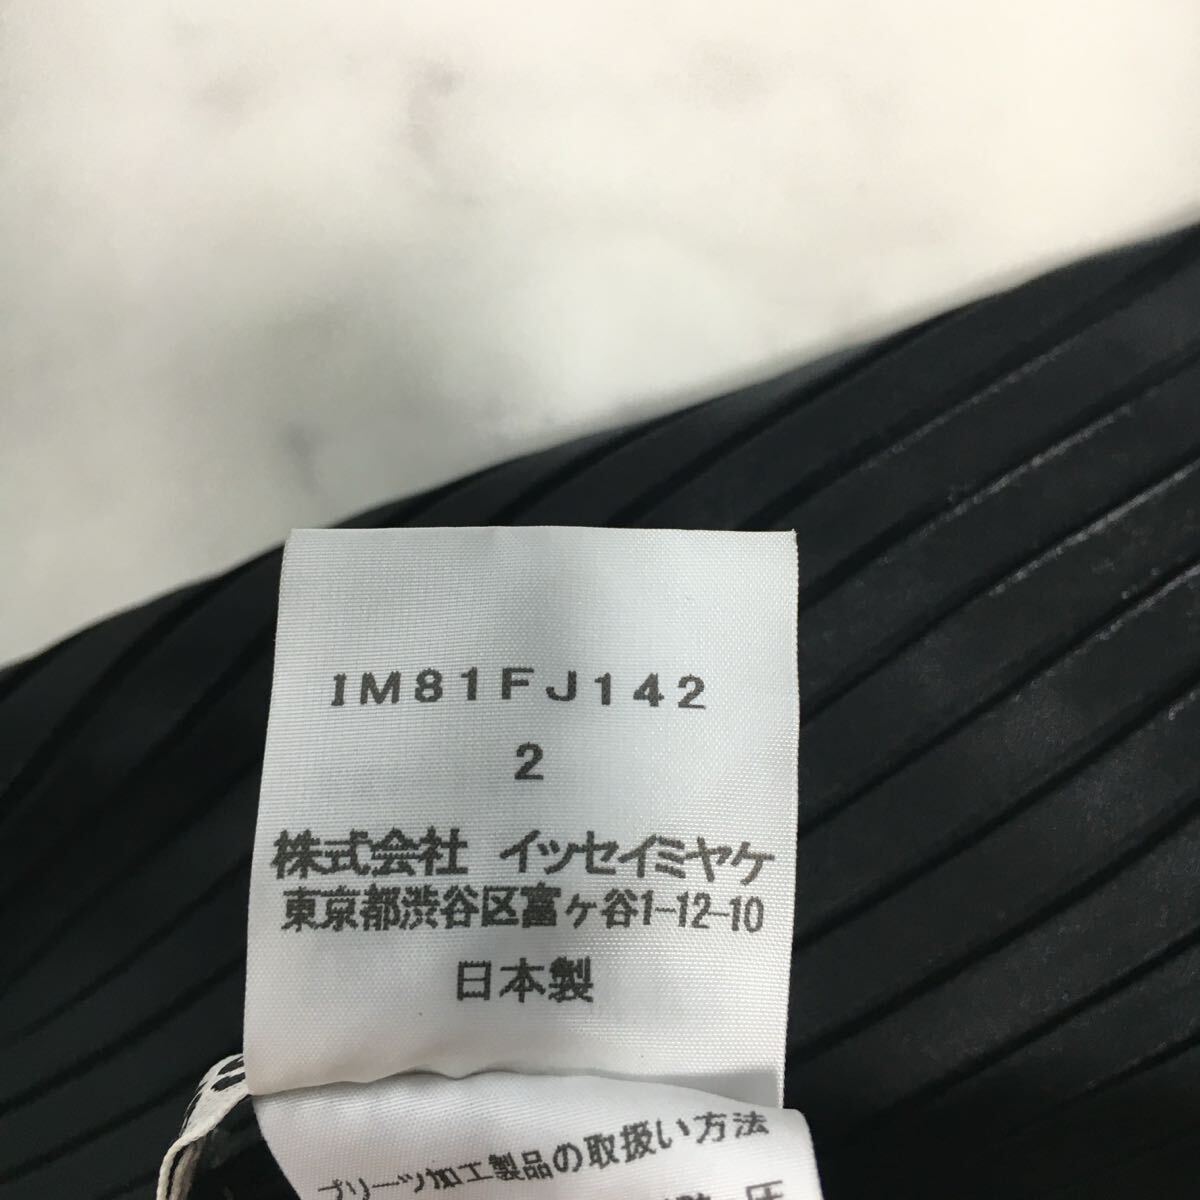 IM81FJ142
2
株式会社 イッセイミヤケ
東京都渋谷区富ヶ谷1-12-10
日本製
プリーツ加工製品の取扱い方法